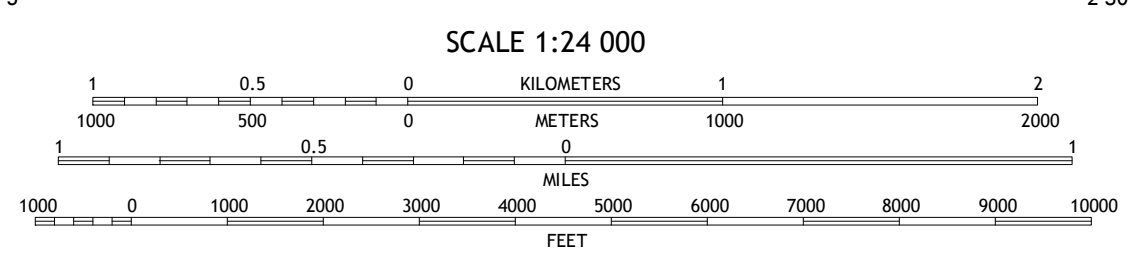 SCALE 1:24 000
1 0.5 0 KILOMETERS 1 2
1000 500 0 METERS 1000 2000
1 0.5 0 1
MILES
1000 0 1000 2000 3000 4000 5000 6000 7000 8000 9000 10000
FEET